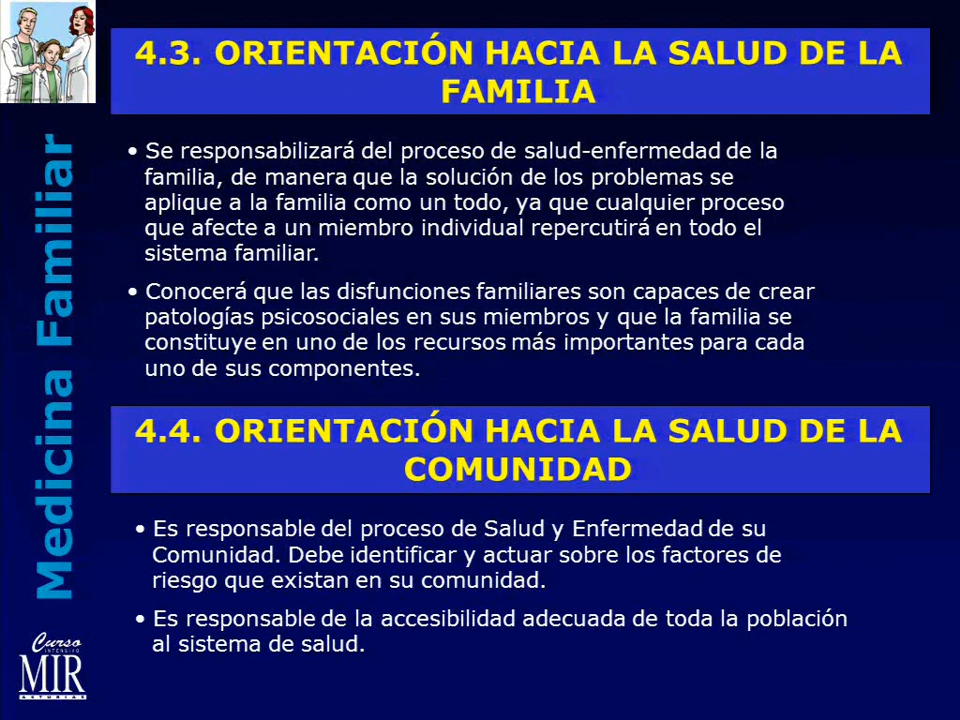 4.3. ORIENTACIÓN HACIA LA SALUD DE LA
FAMILIA
• Se responsabilizará del proceso de salud-enfermedad de la
familia, de manera que la solución de los problemas se
aplique a la familia como un todo, ya que cualquier proceso
que afecte a un miembro individual repercutirá en todo el
sistema familiar.
• Conocerá que las disfunciones familiares son capaces de crear
patologías psicosociales en sus miembros y que la familia se
constituye en uno de los recursos más importantes para cada
uno de sus componentes.
4.4. ORIENTACIÓN HACIA LA SALUD DE LA
COMUNIDAD
• Es responsable del proceso de Salud y Enfermedad de su
Comunidad. Debe identificar y actuar sobre los factores de
riesgo que existan en su comunidad.
• Es responsable de la accesibilidad adecuada de toda la población
al sistema de salud.
Medicina Familiar
Curso
INTENSIVO
MIR
ASTURIAS